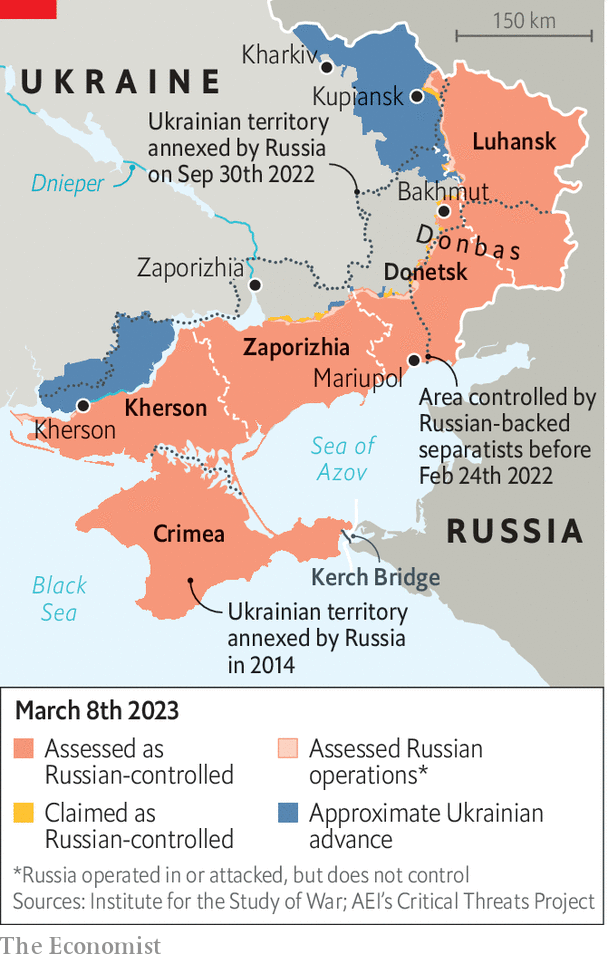 150 km
Kharkiv
UKRAINE
Kupiansk
Ukrainian territory
annexed by Russia
on Sep 30th 2022
Luhansk
Dnieper
Bakhmut
Donbas
Zaporizhia
Donetsk
Zaporizhia
Mariupol
Kherson
Kherson
Area controlled by
Russian-backed
separatists before
Feb 24th 2022
Sea of
Azov
Crimea
RUSSIA
Kerch Bridge
Black
Sea
Ukrainian territory
annexed by Russia
in 2014
March 8th 2023
Assessed as
Russian-controlled
Assessed Russian
operations*
Claimed as
Russian-controlled
Approximate Ukrainian
advance
*Russia operated in or attacked, but does not control
Sources: Institute for the Study of War; AEI's Critical Threats Project
The Economist